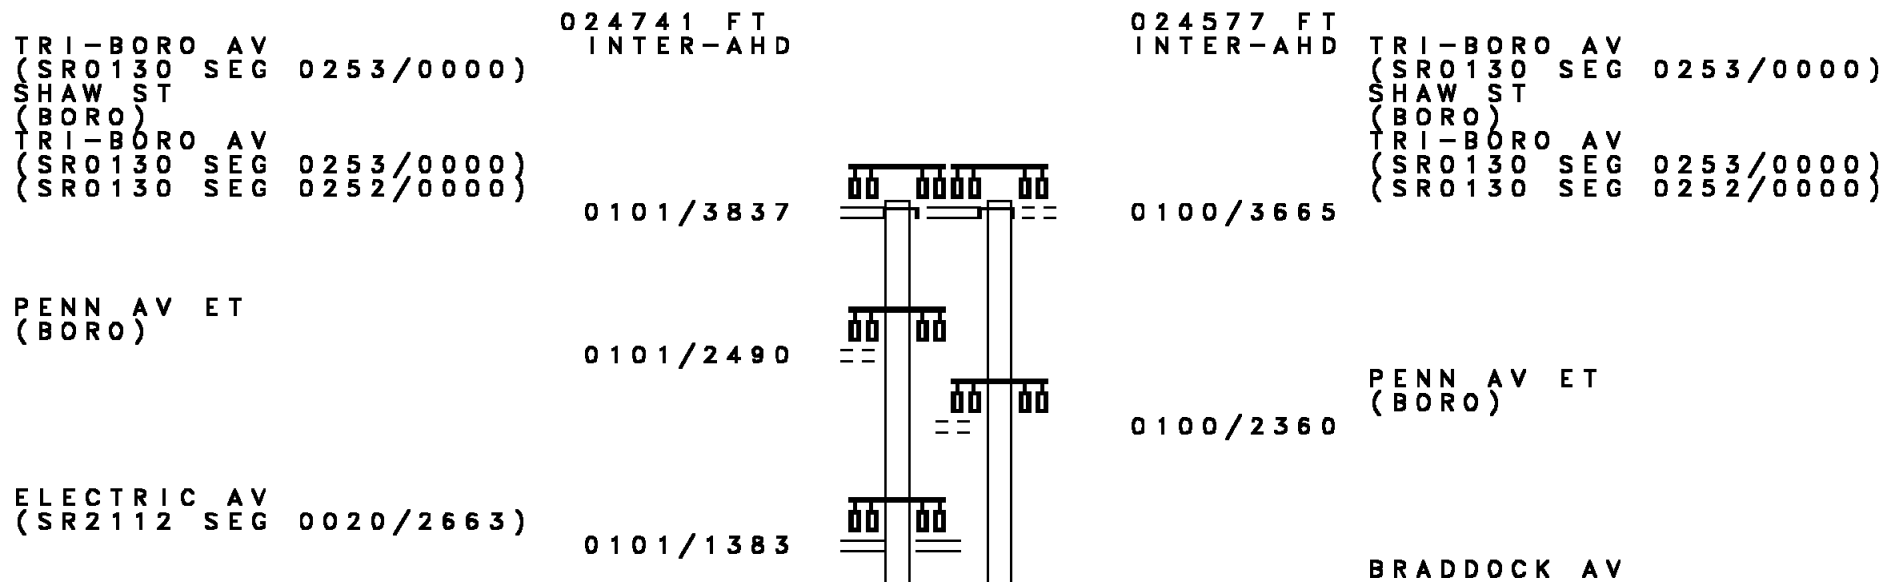 024741 FT
INTER-AHD
024577 FT
INTER-AHD
TRI-BORO AV
(SR0130 SEG 0253/0000)
SHAW ST
(BORO)
TRI-BORO AV
(SR0130 SEG 0253/0000)
(SR0130 SEG 0252/0000)
TRI-BORO AV
(SR0130 SEG 0253/0000)
SHAW ST
(BORO)
TRI-BORO AV
(SR0130 SEG 0253/0000)
(SR0130 SEG 0252/0000)
0101/3837
0100/3665
PENN AV ET
(BORO)
0101/2490
PENN AV ET
(BORO)
0100/2360
ELECTRIC AV
(SR2112 SEG 0020/2663)
0101/1383
BRADDOCK AV